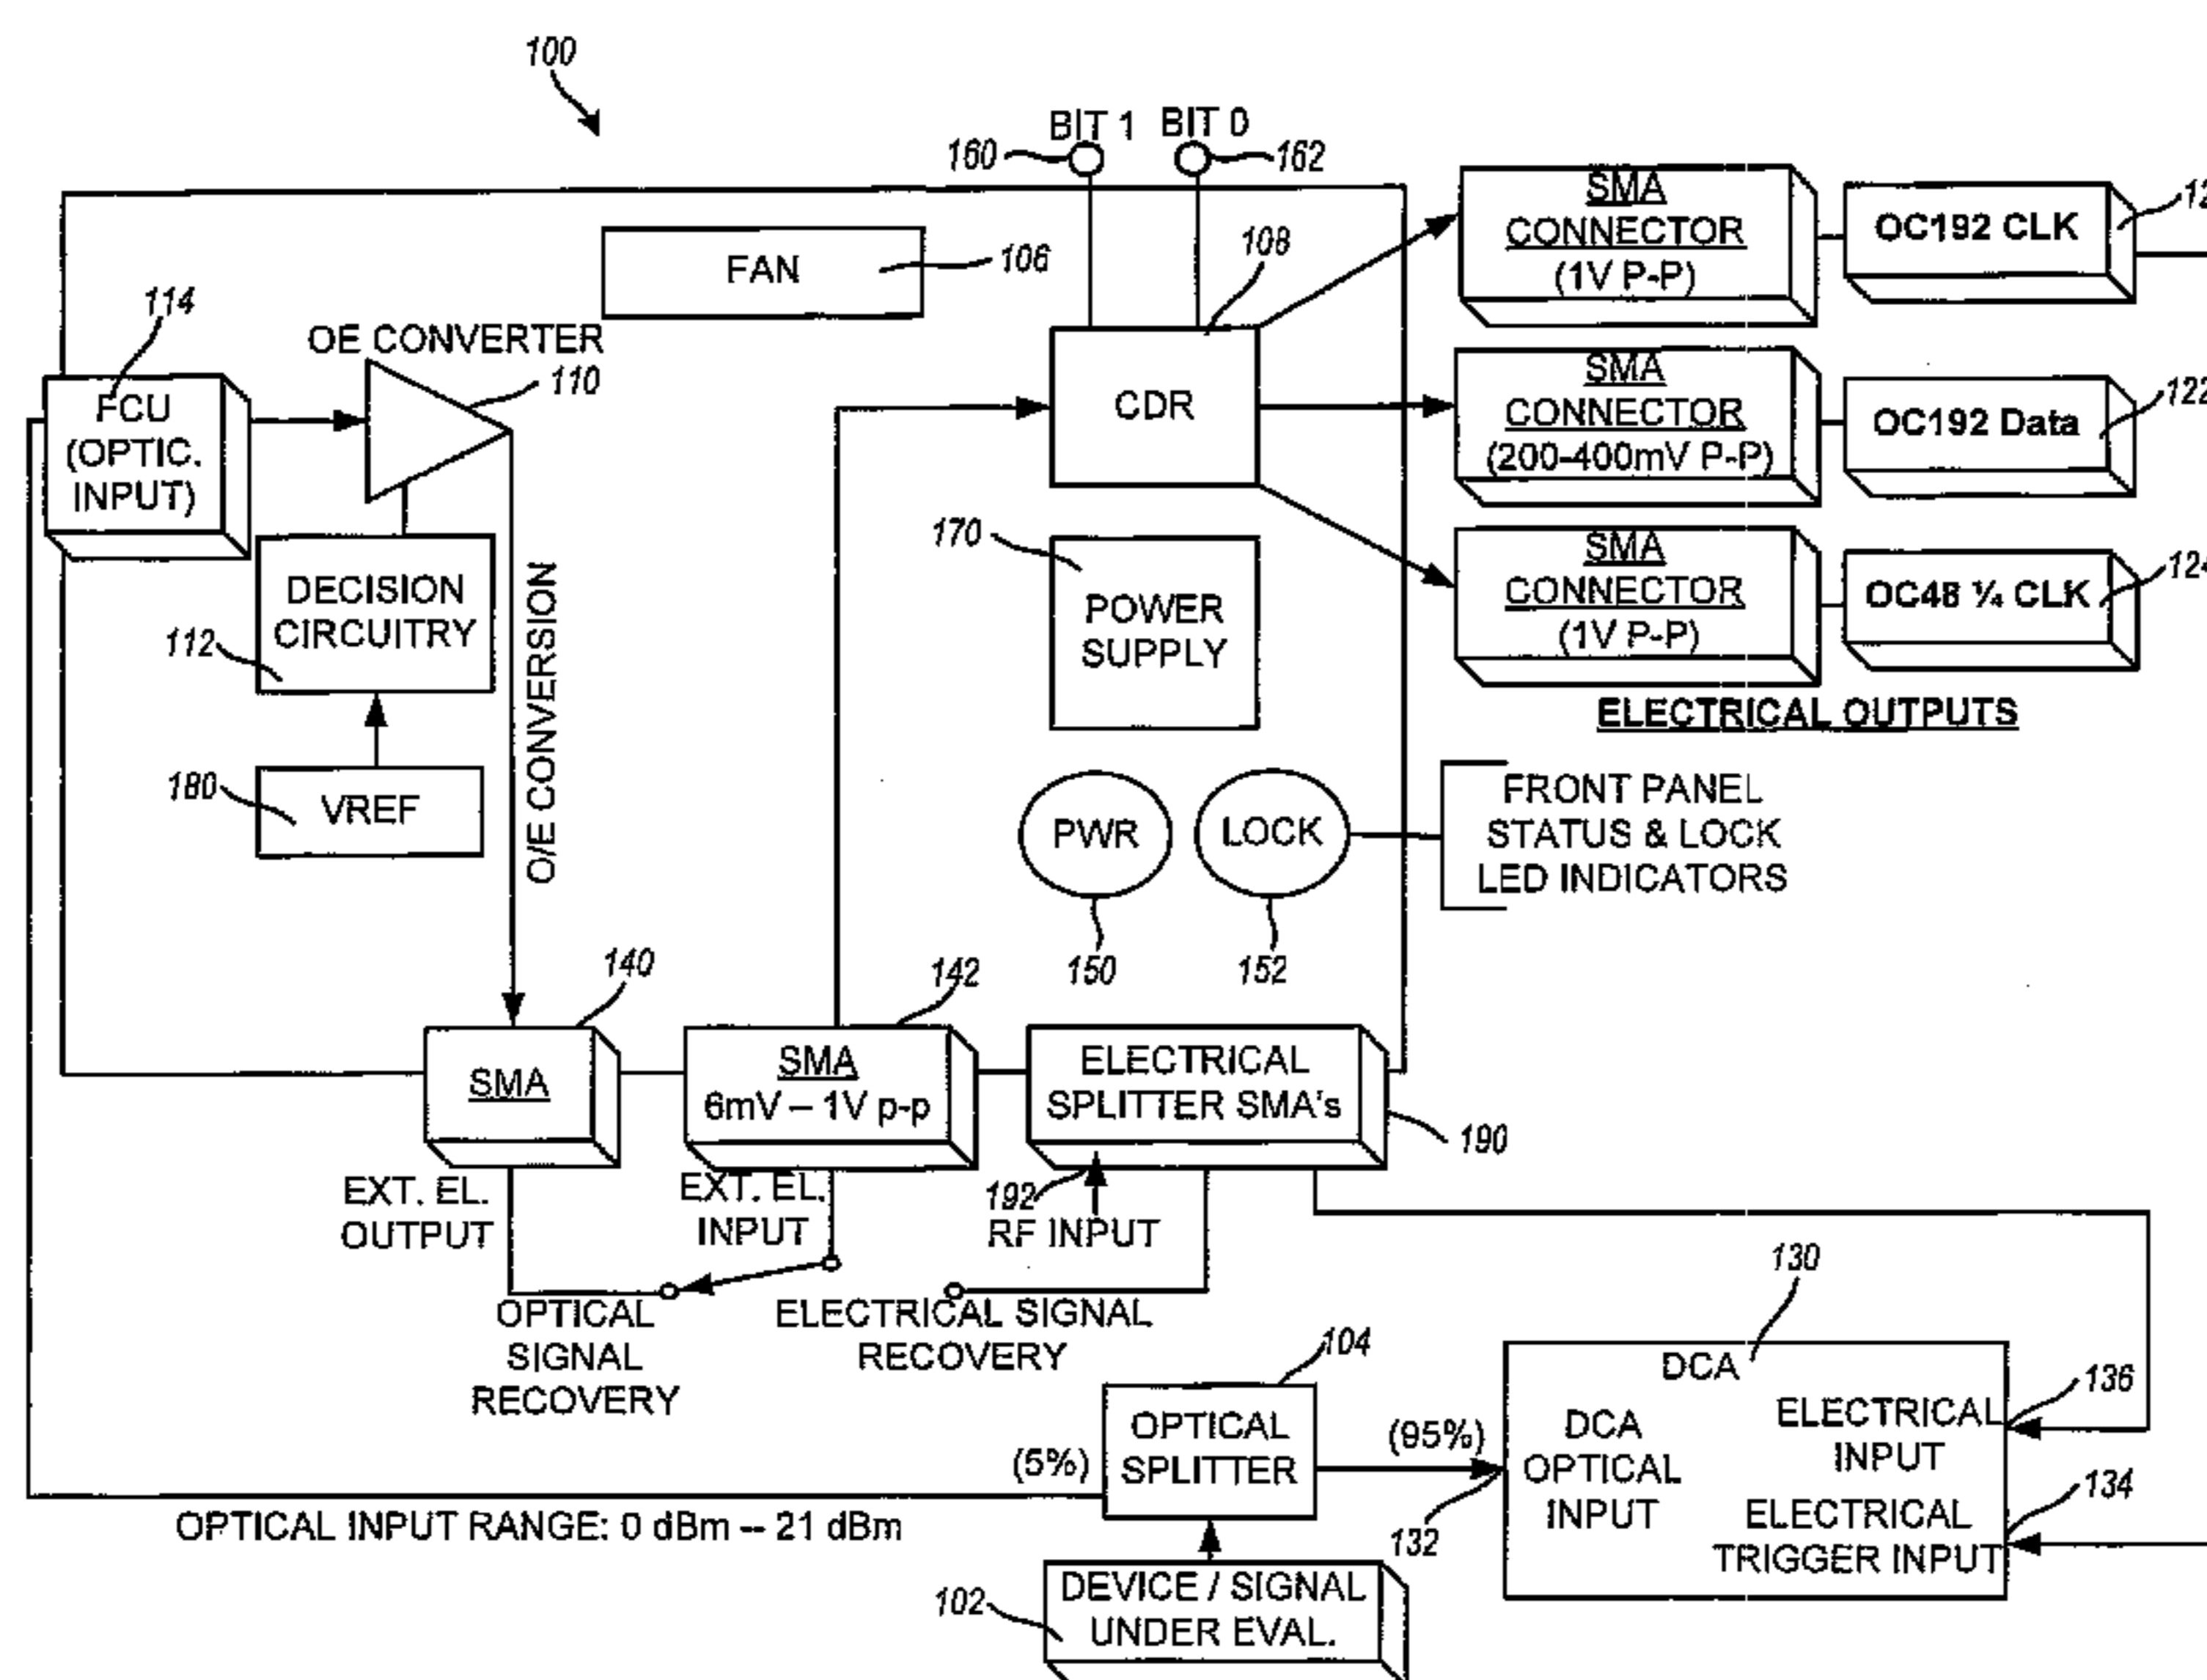 100
BIT 1
BIT 0
160
162
FAN
106
108
SMA
CONNECTOR
(1V P-P)
OC192 CLK
114
OE CONVERTER
110
FCU
(OPTIC.
INPUT)
CDR
SMA
CONNECTOR
(200-400mV P-P)
OC192 Data
122
DECISION
CIRCUITRY
112
O/E CONVERSION
170
POWER
SUPPLY
SMA
CONNECTOR
(1V P-P)
OC48 ¼ CLK
124
ELECTRICAL OUTPUTS
180
VREF
PWR
LOCK
FRONT PANEL
STATUS & LOCK
LED INDICATORS
150
152
140
142
SMA
SMA
6mV – 1V p-p
ELECTRICAL
SPLITTER SMA's
190
EXT. EL.
OUTPUT
EXT. EL.
INPUT
192
RF INPUT
OPTICAL
SIGNAL
RECOVERY
ELECTRICAL SIGNAL
RECOVERY
104
130
DCA
OPTICAL
SPLITTER
(5%)
(95%)
132
DCA
OPTICAL
INPUT
ELECTRICAL
INPUT
136
ELECTRICAL
TRIGGER INPUT
134
OPTICAL INPUT RANGE: 0 dBm -- 21 dBm
102
DEVICE / SIGNAL
UNDER EVAL.